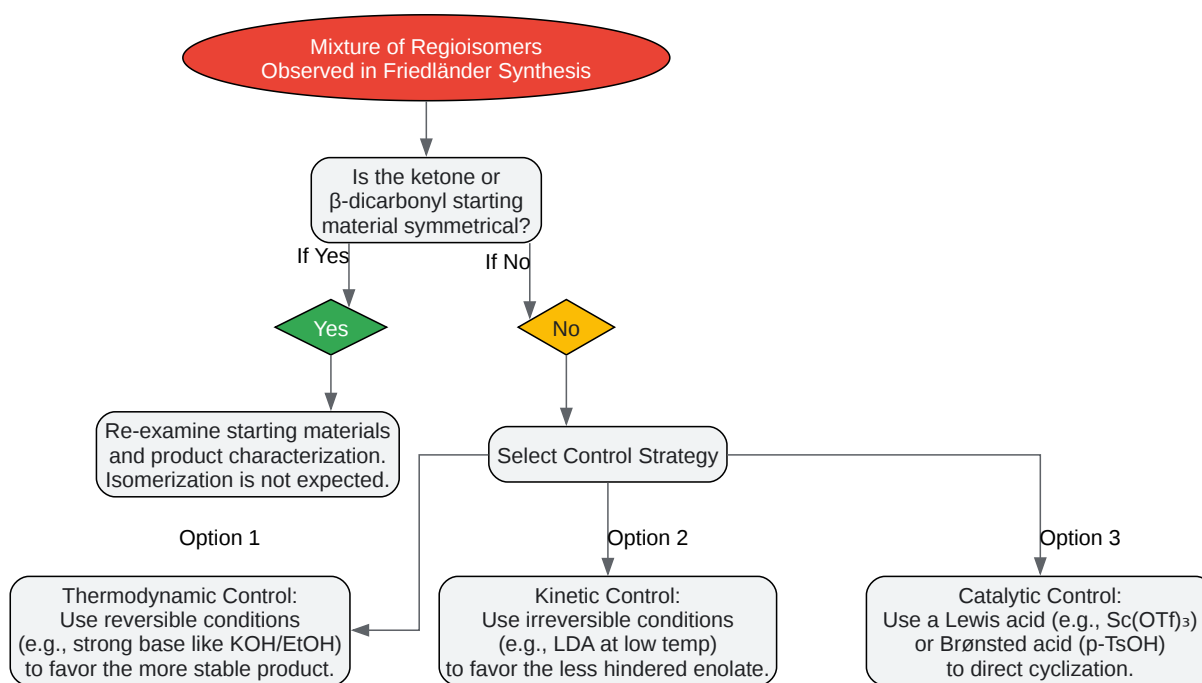 Mixture of Regioisomers
Observed in Friedländer Synthesis
Is the ketone or
β-dicarbonyl starting
material symmetrical?
If Yes
If No
Yes
No
Re-examine starting materials
and product characterization.
Isomerization is not expected.
Select Control Strategy
Option 1
Option 2
Option 3
Thermodynamic Control:
Use reversible conditions
(e.g., strong base like KOH/EtOH)
to favor the more stable product.
Kinetic Control:
Use irreversible conditions
(e.g., LDA at low temp)
to favor the less hindered enolate.
Catalytic Control:
Use a Lewis acid (e.g., Sc(OTf)₃)
or Brønsted acid (p-TsOH)
to direct cyclization.